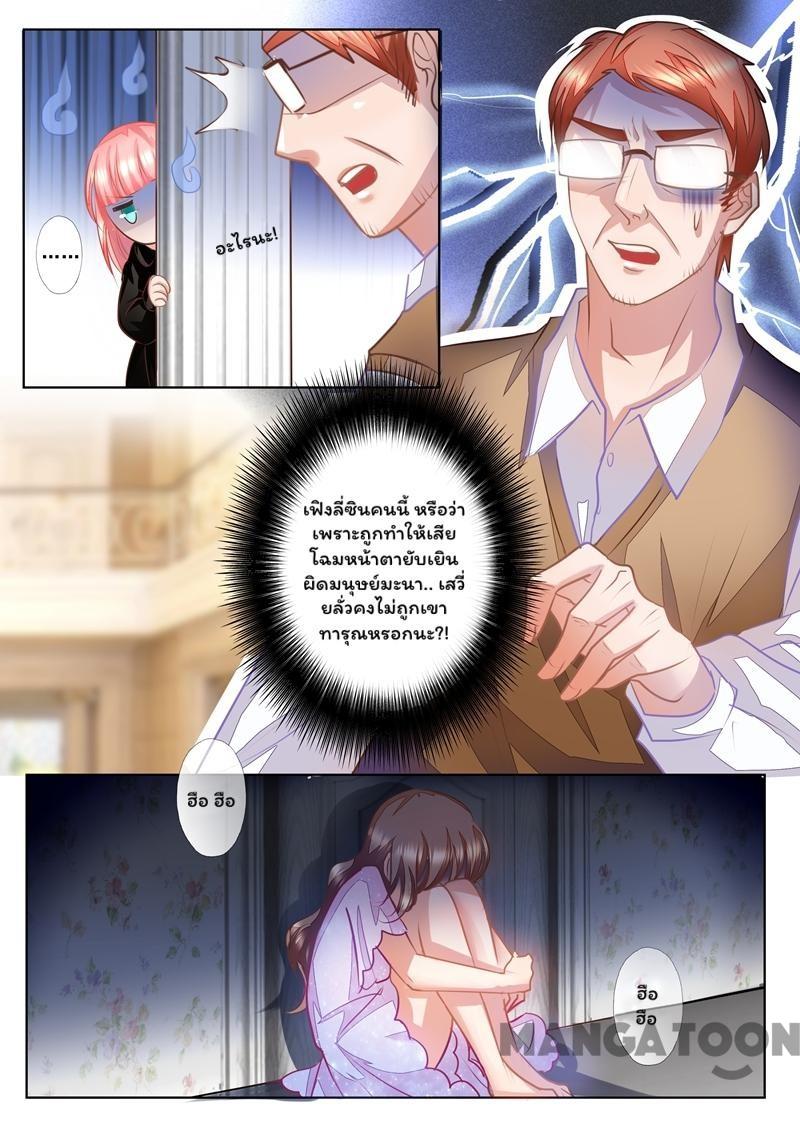 ......
อะไรนะ!
เฟิงลี่ซินคนนี้ หรือว่า
เพราะถูกทำให้เสีย
โฉมหน้าตายับเยิน
ผิดมนุษย์มะนา.. เสวี่
ยลั่วคงไม่ถูกเขา
ทารุณหรอกนะ?!
ฮือ ฮือ
ฮือ
ฮือ
MANGATOON